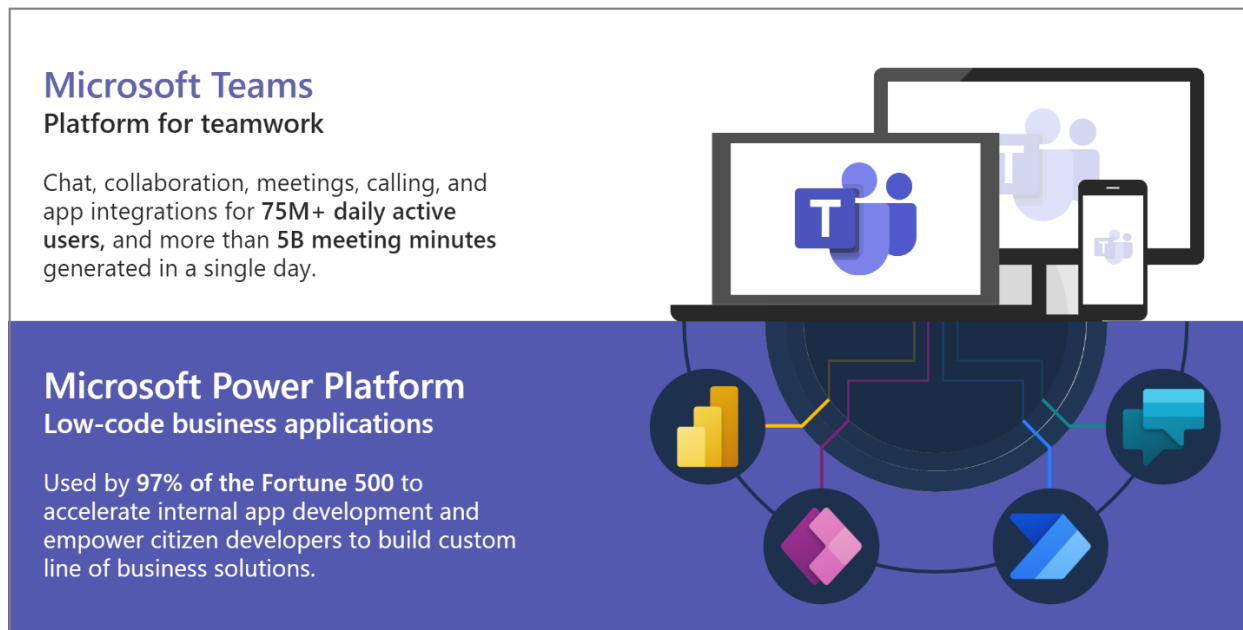 Microsoft Teams
Platform for teamwork
Chat, collaboration, meetings, calling, and
app integrations for 75M+ daily active
users, and more than 5B meeting minutes
generated in a single day.
T
T
T
Microsoft Power Platform
Low-code business applications
Used by 97% of the Fortune 500 to
accelerate internal app development and
empower citizen developers to build custom
line of business solutions.